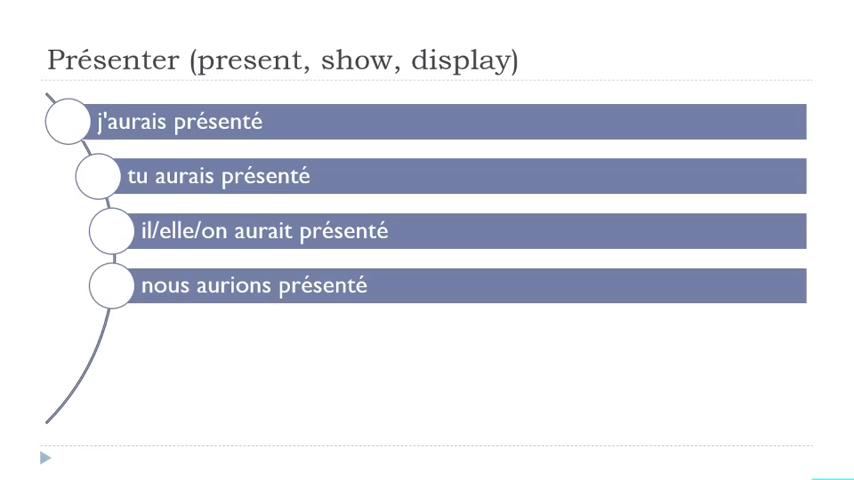 Présenter (present, show, display)
j'aurais présenté
tu aurais présenté
il/elle/on aurait présenté
nous aurions présenté